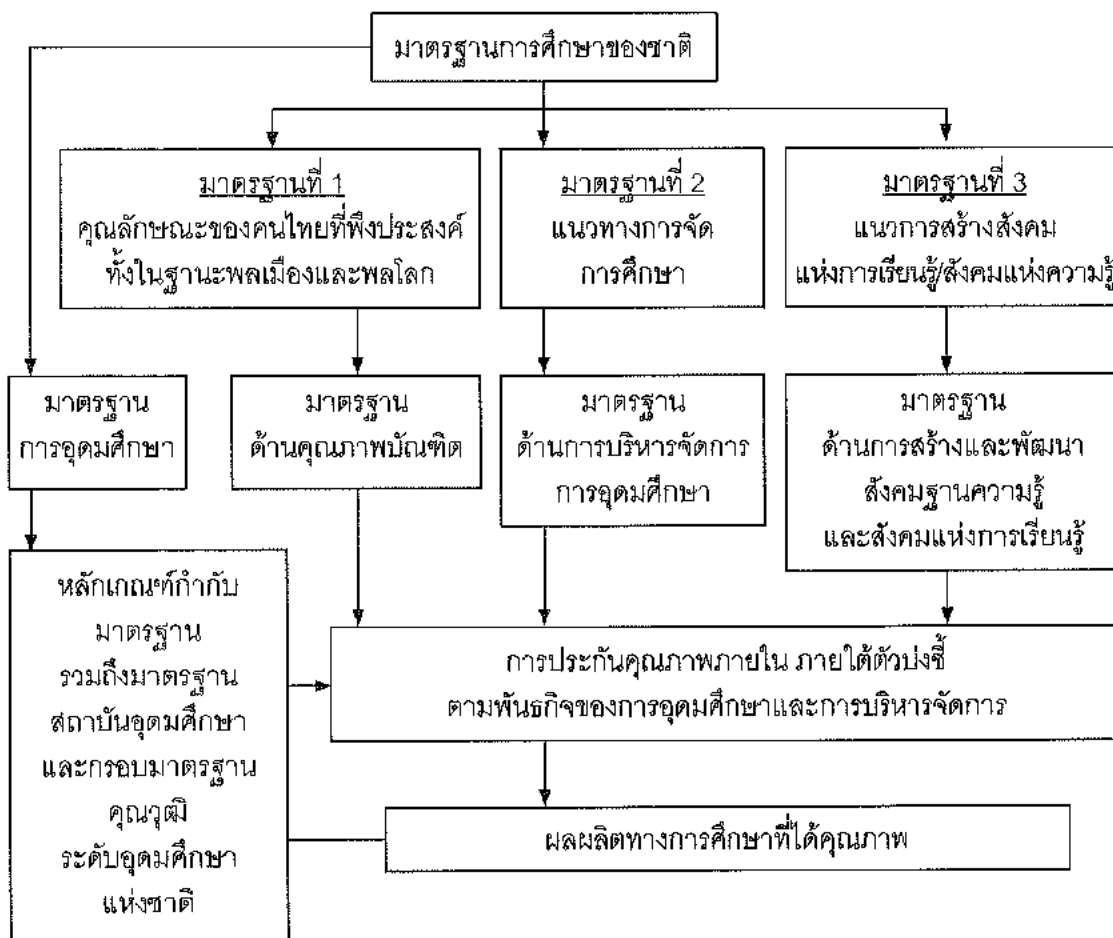 มาตรฐานการศึกษาของชาติ
มาตรฐานที่ 1
คุณลักษณะของคนไทยที่พึงประสงค์
ทั้งในฐานะพลเมืองและพลโลก
มาตรฐานที่ 2
แนวทางการจัด
การศึกษา
มาตรฐานที่ 3
แนวการสร้างสังคม
แห่งการเรียนรู้/สังคมแห่งความรู้
มาตรฐาน
การอุดมศึกษา
มาตรฐาน
ด้านคุณภาพบัณฑิต
มาตรฐาน
ด้านการบริหารจัดการ
การอุดมศึกษา
มาตรฐาน
ด้านการสร้างและพัฒนา
สังคมฐานความรู้
และสังคมแห่งการเรียนรู้
หลักเกณฑ์กำกับ
มาตรฐาน
รวมถึงมาตรฐาน
สถาบันอุดมศึกษา
และกรอบมาตรฐาน
คุณวุฒิ
ระดับอุดมศึกษา
แห่งชาติ
การประกันคุณภาพภายใน ภายใต้ตัวบ่งชี้
ตามพันธกิจของการอุดมศึกษาและการบริหารจัดการ
ผลผลิตทางการศึกษาที่ได้คุณภาพ